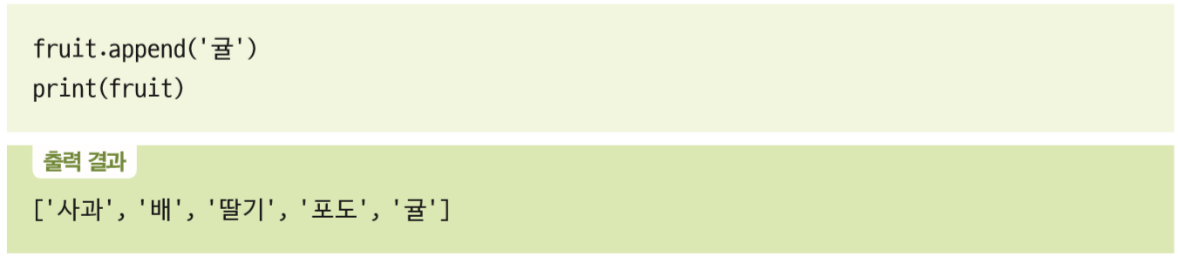 fruit.append('귤')
print(fruit)
출력 결과
['사과', '배', '딸기', '포도', '귤']